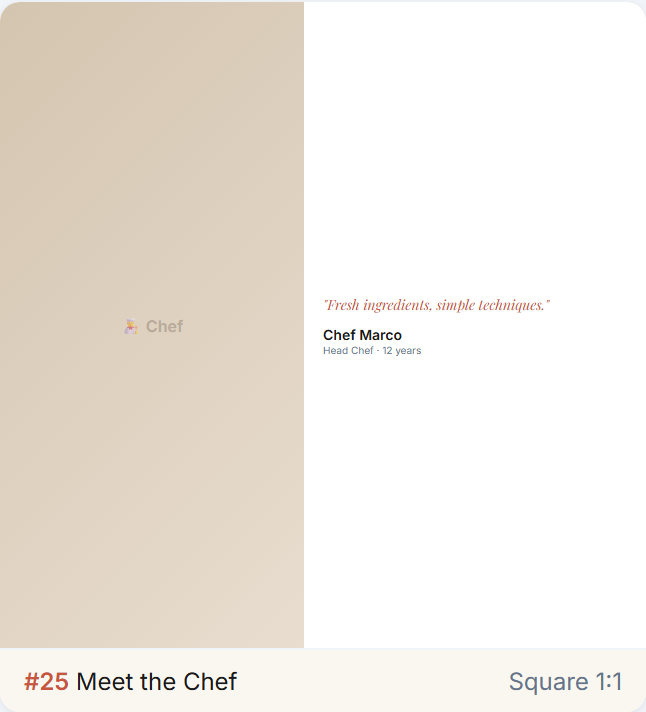 👨‍🍳 Chef
"Fresh ingredients, simple techniques."
Chef Marco
Head Chef · 12 years
#25 Meet the Chef
Square 1:1